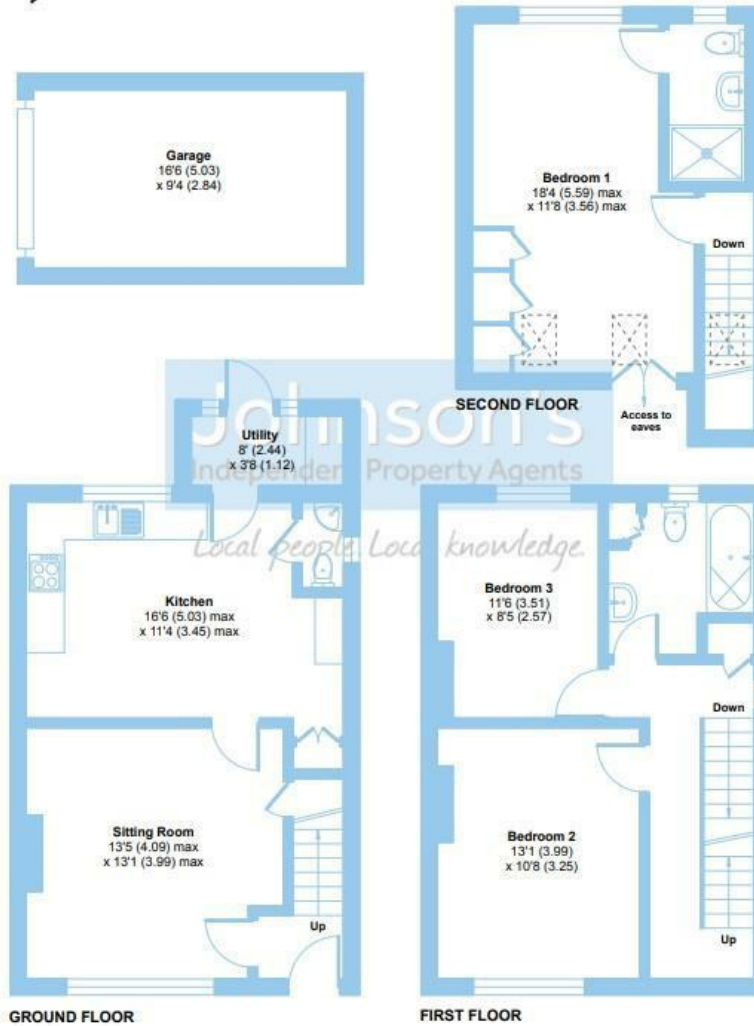 Garage
16'6 (5.03)
x 9'4 (2.84)
Bedroom 1
18'4 (5.59) max
x 11'8 (3.56) max
Down
SECOND FLOOR
Access to
eaves
Johnson's
Independent Property Agents
Local people. Local knowledge.
Utility
8' (2.44)
x 3'8 (1.12)
Kitchen
16'6 (5.03) max
x 11'4 (3.45) max
Sitting Room
13'5 (4.09) max
x 13'1 (3.99) max
Up
GROUND FLOOR
Bedroom 3
11'6 (3.51)
x 8'5 (2.57)
Down
Bedroom 2
13'1 (3.99)
x 10'8 (3.25)
Up
FIRST FLOOR